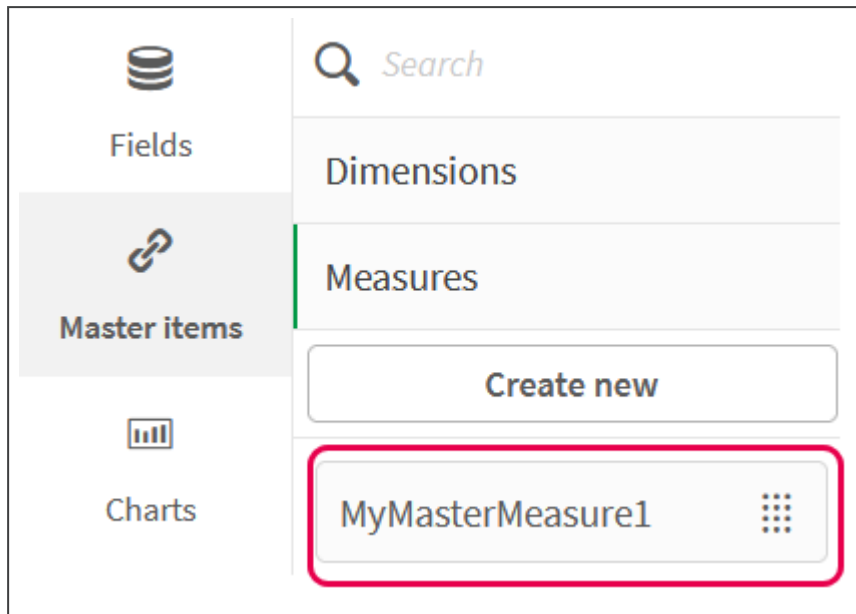 Fields
Master items
Charts
Search
Dimensions
Measures
Create new
MyMasterMeasure1